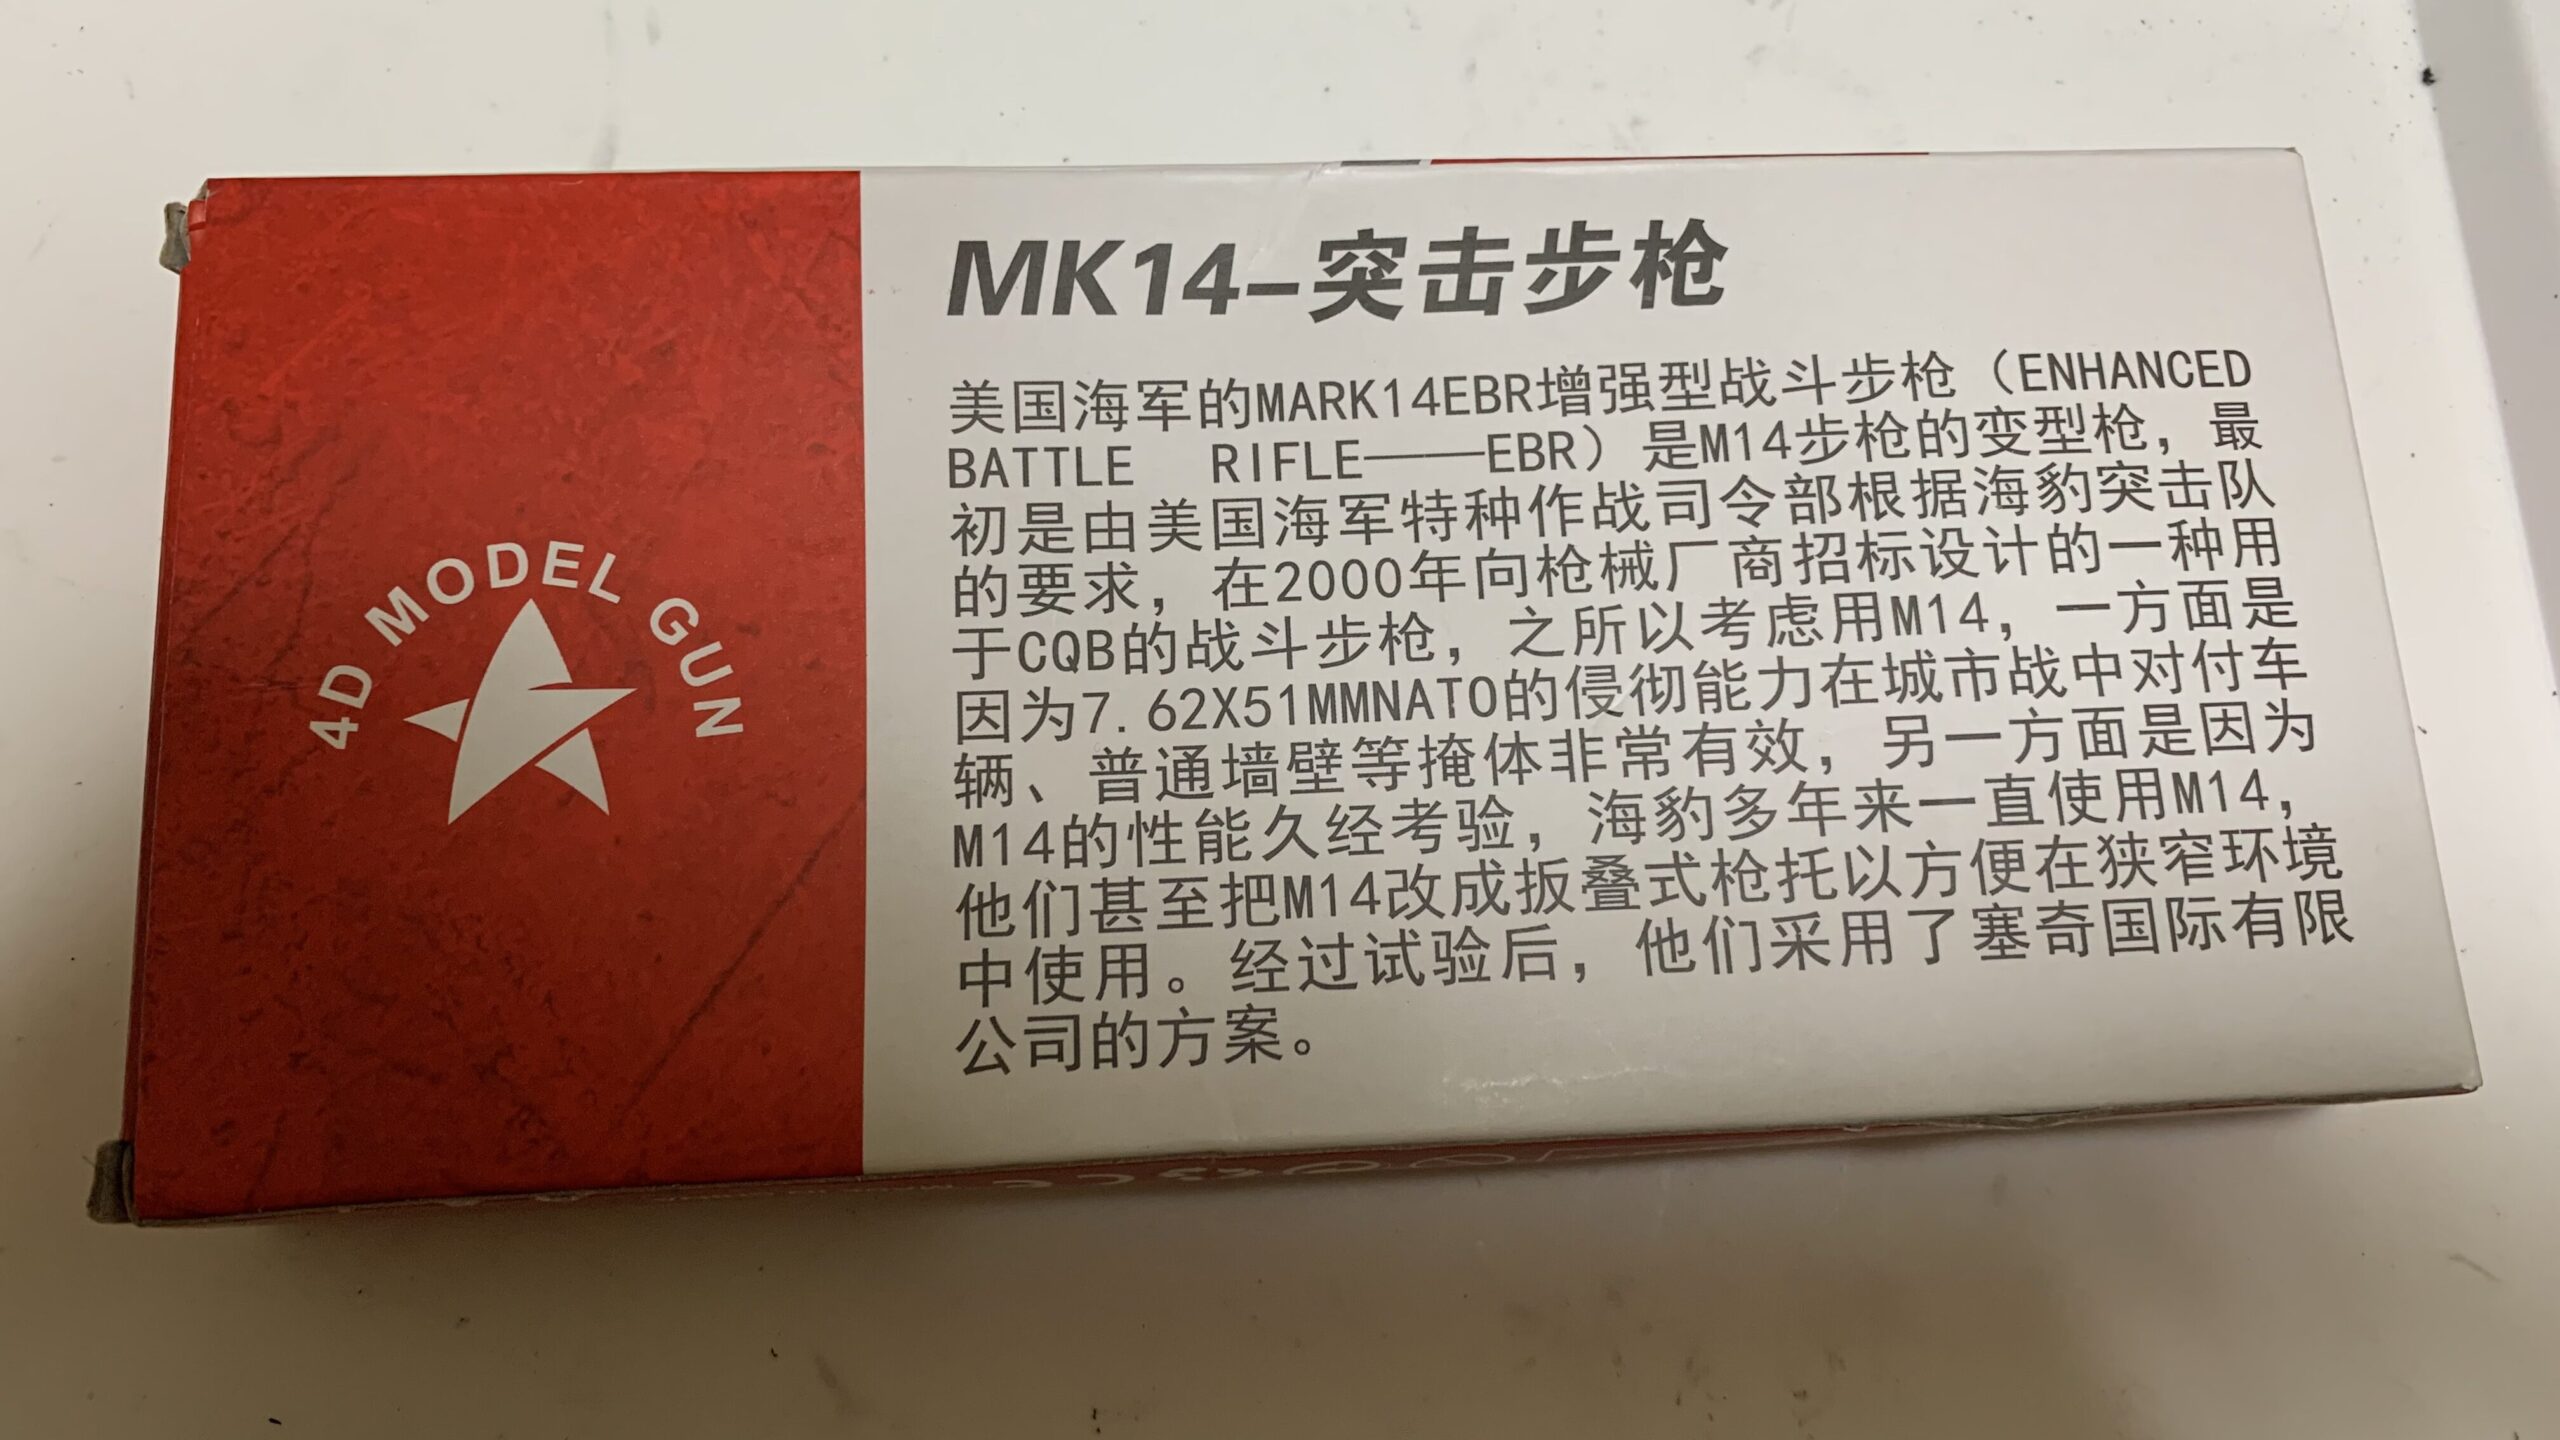 4D MODEL GUN
MK14-突击步枪
美国海军的MARK14EBR增强型战斗步枪（ENHANCED
BATTLE RIFLE——EBR）是M14步枪的变型枪，最
初是由美国海军特种作战司令部根据海豹突击队
的要求，在2000年向枪械厂商招标设计的一种用
于CQB的战斗步枪，之所以考虑用M14，一方面是
因为7.62X51MMNATO的侵彻能力在城市战中对付车
辆、普通墙壁等掩体非常有效，另一方面是因为
M14的性能久经考验，海豹多年来一直使用M14，
他们甚至把M14改成扳叠式枪托以方便在狭窄环境
中使用。经过试验后，他们采用了塞奇国际有限
公司的方案。